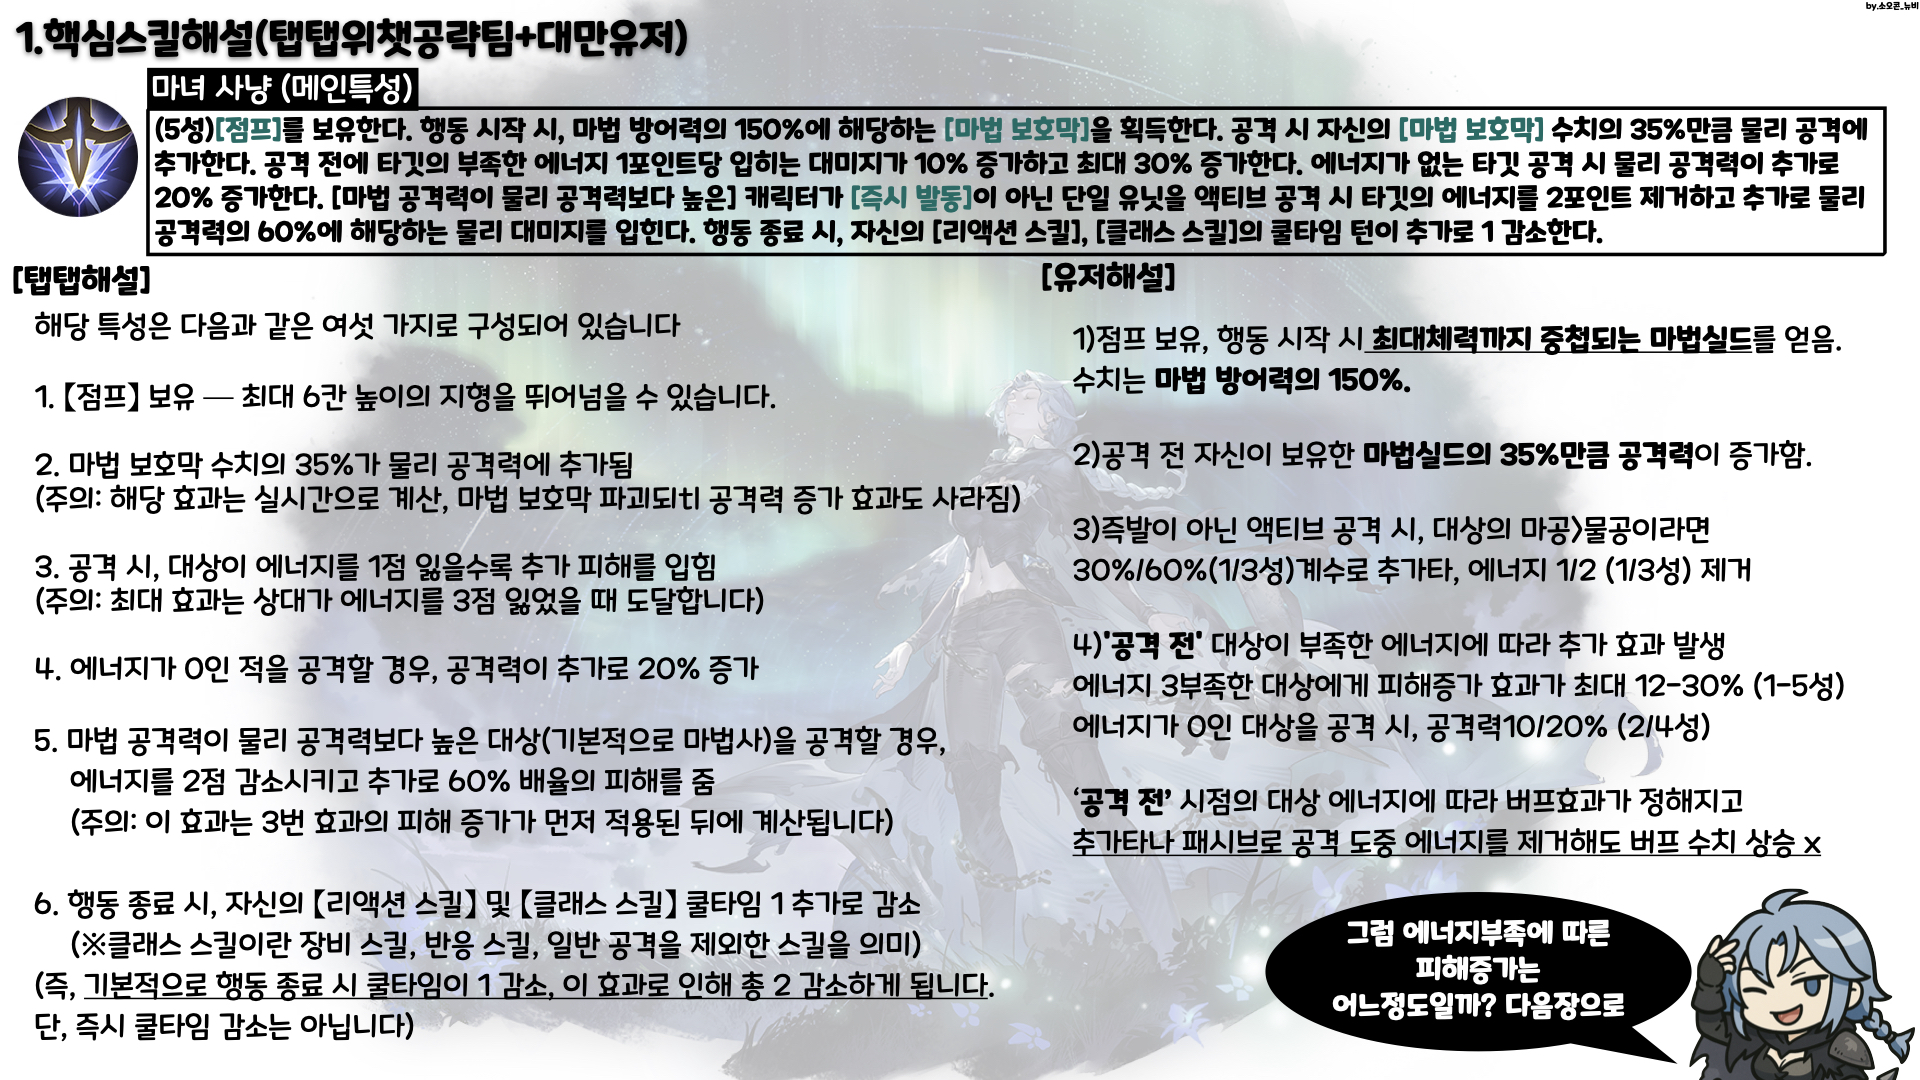 by.소오콘_뉴비
1.핵심스킬해설(탭탭위챗공략팀+대만유저)
마녀 사냥 (메인특성)
(5성)[점프]를 보유한다. 행동 시작 시, 마법 방어력의 150%에 해당하는 [마법 보호막]을 획득한다. 공격 시 자신의 [마법 보호막] 수치의 35%만큼 물리 공격에
추가한다. 공격 전에 타깃의 부족한 에너지 1포인트당 입히는 대미지가 10% 증가하고 최대 30% 증가한다. 에너지가 없는 타깃 공격 시 물리 공격력이 추가로
20% 증가한다. [마법 공격력이 물리 공격력보다 높은] 캐릭터가 [즉시 발동]이 아닌 단일 유닛을 액티브 공격 시 타깃의 에너지를 2포인트 제거하고 추가로 물리
공격력의 60%에 해당하는 물리 대미지를 입힌다. 행동 종료 시, 자신의 [리액션 스킬], [클래스 스킬]의 쿨타임 턴이 추가로 1 감소한다.
[탭탭해설]
해당 특성은 다음과 같은 여섯 가지로 구성되어 있습니다
1. 【점프】 보유 — 최대 6칸 높이의 지형을 뛰어넘을 수 있습니다.
2. 마법 보호막 수치의 35%가 물리 공격력에 추가됨
(주의: 해당 효과는 실시간으로 계산, 마법 보호막 파괴되tl 공격력 증가 효과도 사라짐)
3. 공격 시, 대상이 에너지를 1점 잃을수록 추가 피해를 입힘
(주의: 최대 효과는 상대가 에너지를 3점 잃었을 때 도달합니다)
4. 에너지가 0인 적을 공격할 경우, 공격력이 추가로 20% 증가
5. 마법 공격력이 물리 공격력보다 높은 대상(기본적으로 마법사)을 공격할 경우,
에너지를 2점 감소시키고 추가로 60% 배율의 피해를 줌
(주의: 이 효과는 3번 효과의 피해 증가가 먼저 적용된 뒤에 계산됩니다)
6. 행동 종료 시, 자신의 【리액션 스킬】 및 【클래스 스킬】 쿨타임 1 추가로 감소
(※클래스 스킬이란 장비 스킬, 반응 스킬, 일반 공격을 제외한 스킬을 의미)
(즉, 기본적으로 행동 종료 시 쿨타임이 1 감소, 이 효과로 인해 총 2 감소하게 됩니다.
단, 즉시 쿨타임 감소는 아닙니다)
[유저해설]
1)점프 보유, 행동 시작 시 최대체력까지 중첩되는 마법실드를 얻음.
수치는 마법 방어력의 150%.
2)공격 전 자신이 보유한 마법실드의 35%만큼 공격력이 증가함.
3)즉발이 아닌 액티브 공격 시, 대상의 마공>물공이라면
30%/60%(1/3성)계수로 추가타, 에너지 1/2 (1/3성) 제거
4)'공격 전' 대상이 부족한 에너지에 따라 추가 효과 발생
에너지 3부족한 대상에게 피해증가 효과가 최대 12-30% (1-5성)
에너지가 0인 대상을 공격 시, 공격력10/20% (2/4성)
‘공격 전’ 시점의 대상 에너지에 따라 버프효과가 정해지고
추가타나 패시브로 공격 도중 에너지를 제거해도 버프 수치 상승 x
그럼 에너지부족에 따른
피해증가는
어느정도일까? 다음장으로